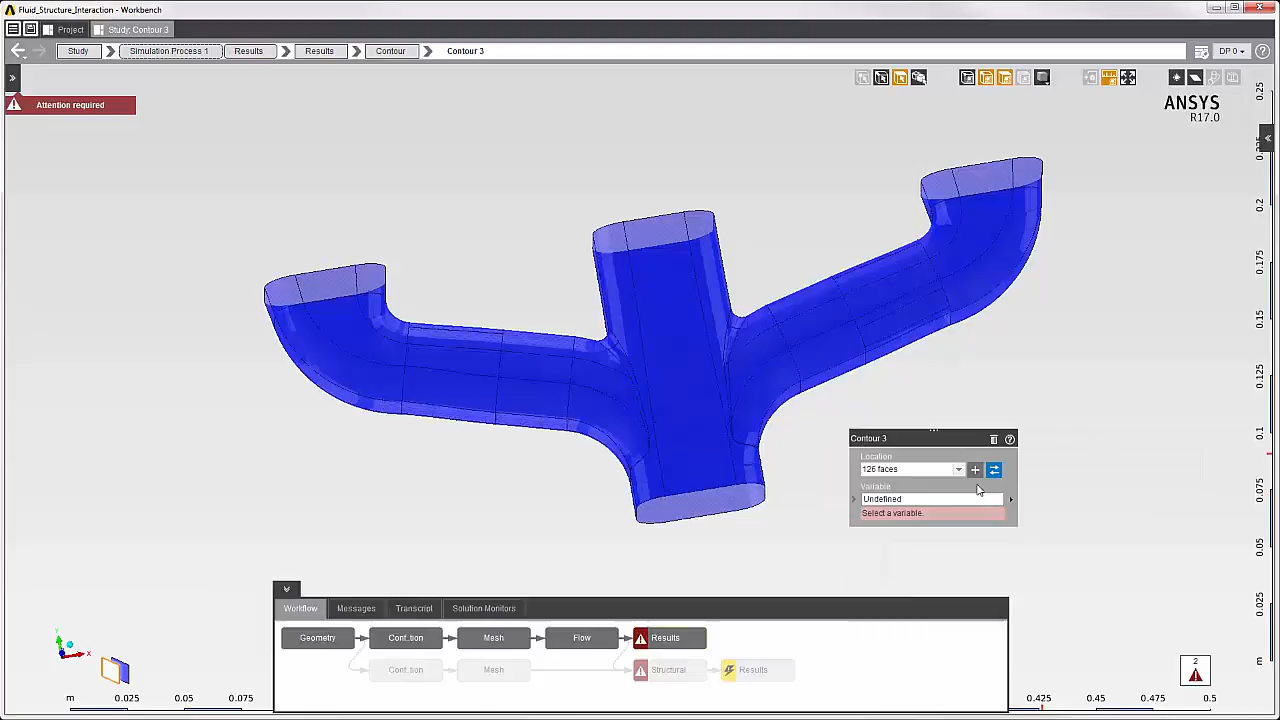 Fluid_Structure_Interaction - Workbench
Project
Study: Contour 3
Study
Simulation Process 1
Results
Results
Contour
Contour 3
DP 0
Attention required
ANSYS
R17.0
0.25
0.2
0.175
0.15
0.125
0.1
0.075
0.05
0.025
m
Contour 3
Location
126 faces
Variable
Undefined
Select a variable.
Workflow
Messages
Transcript
Solution Monitors
Geometry
Conf...tion
Mesh
Flow
Results
Conf...tion
Mesh
Structural
Results
2
m
0.025
0.05
0.075
0.425
0.45
0.475
0.5